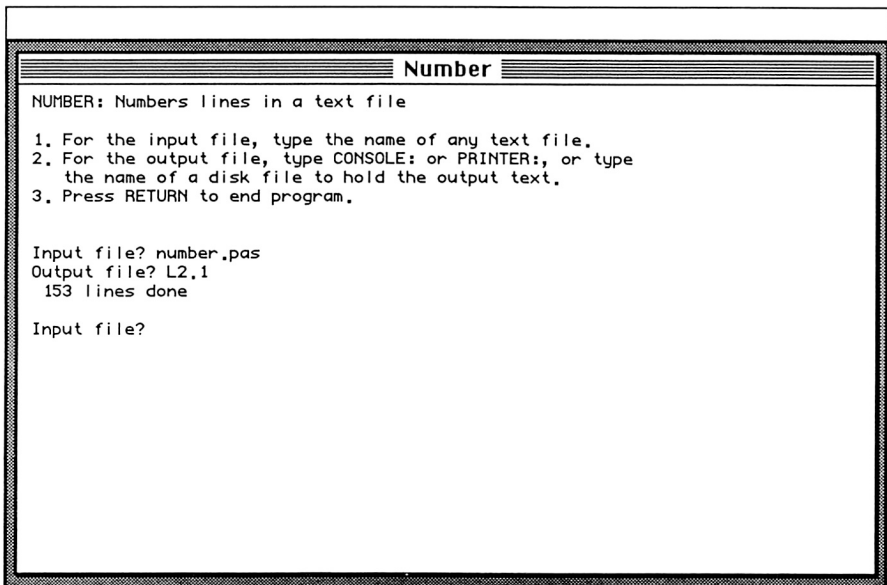 Number
NUMBER: Numbers lines in a text file
1. For the input file, type the name of any text file.
2. For the output file, type CONSOLE: or PRINTER:, or type
the name of a disk file to hold the output text.
3. Press RETURN to end program.
Input file? number.pas
Output file? L2.1
153 lines done
Input file?